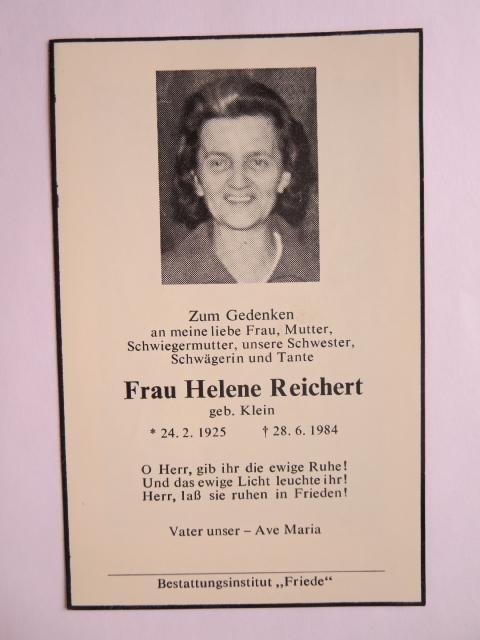 Zum Gedenken
an meine liebe Frau, Mutter,
Schwiegermutter, unsere Schwester,
Schwägerin und Tante
Frau Helene Reichert
geb. Klein
* 24. 2. 1925 † 28. 6. 1984
O Herr, gib ihr die ewige Ruhe!
Und das ewige Licht leuchte ihr!
Herr, laß sie ruhen in Frieden!
Vater unser – Ave Maria
Bestattungsinstitut „Friede“